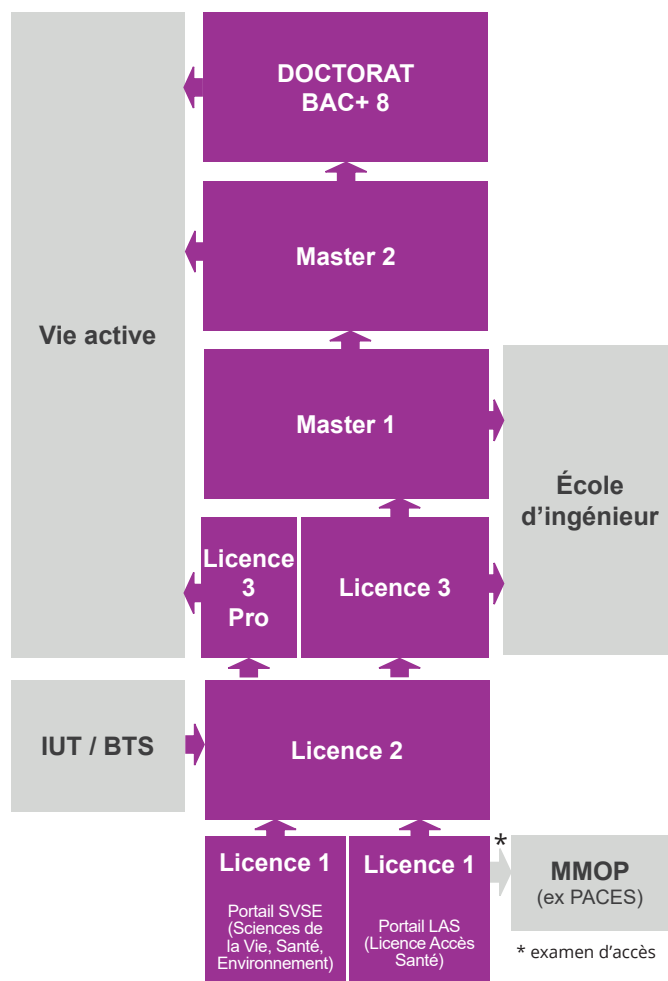 DOCTORAT
BAC+ 8
Master 2
Vie active
Master 1
École
d'ingénieur
Licence
3
Pro
Licence 3
IUT / BTS
Licence 2
Licence 1
Portail SVSE
(Sciences de
la Vie, Santé,
Environnement)
Licence 1
Portail LAS
(Licence Accès
Santé)
*
MMOP
(ex PACES)
* examen d'accès